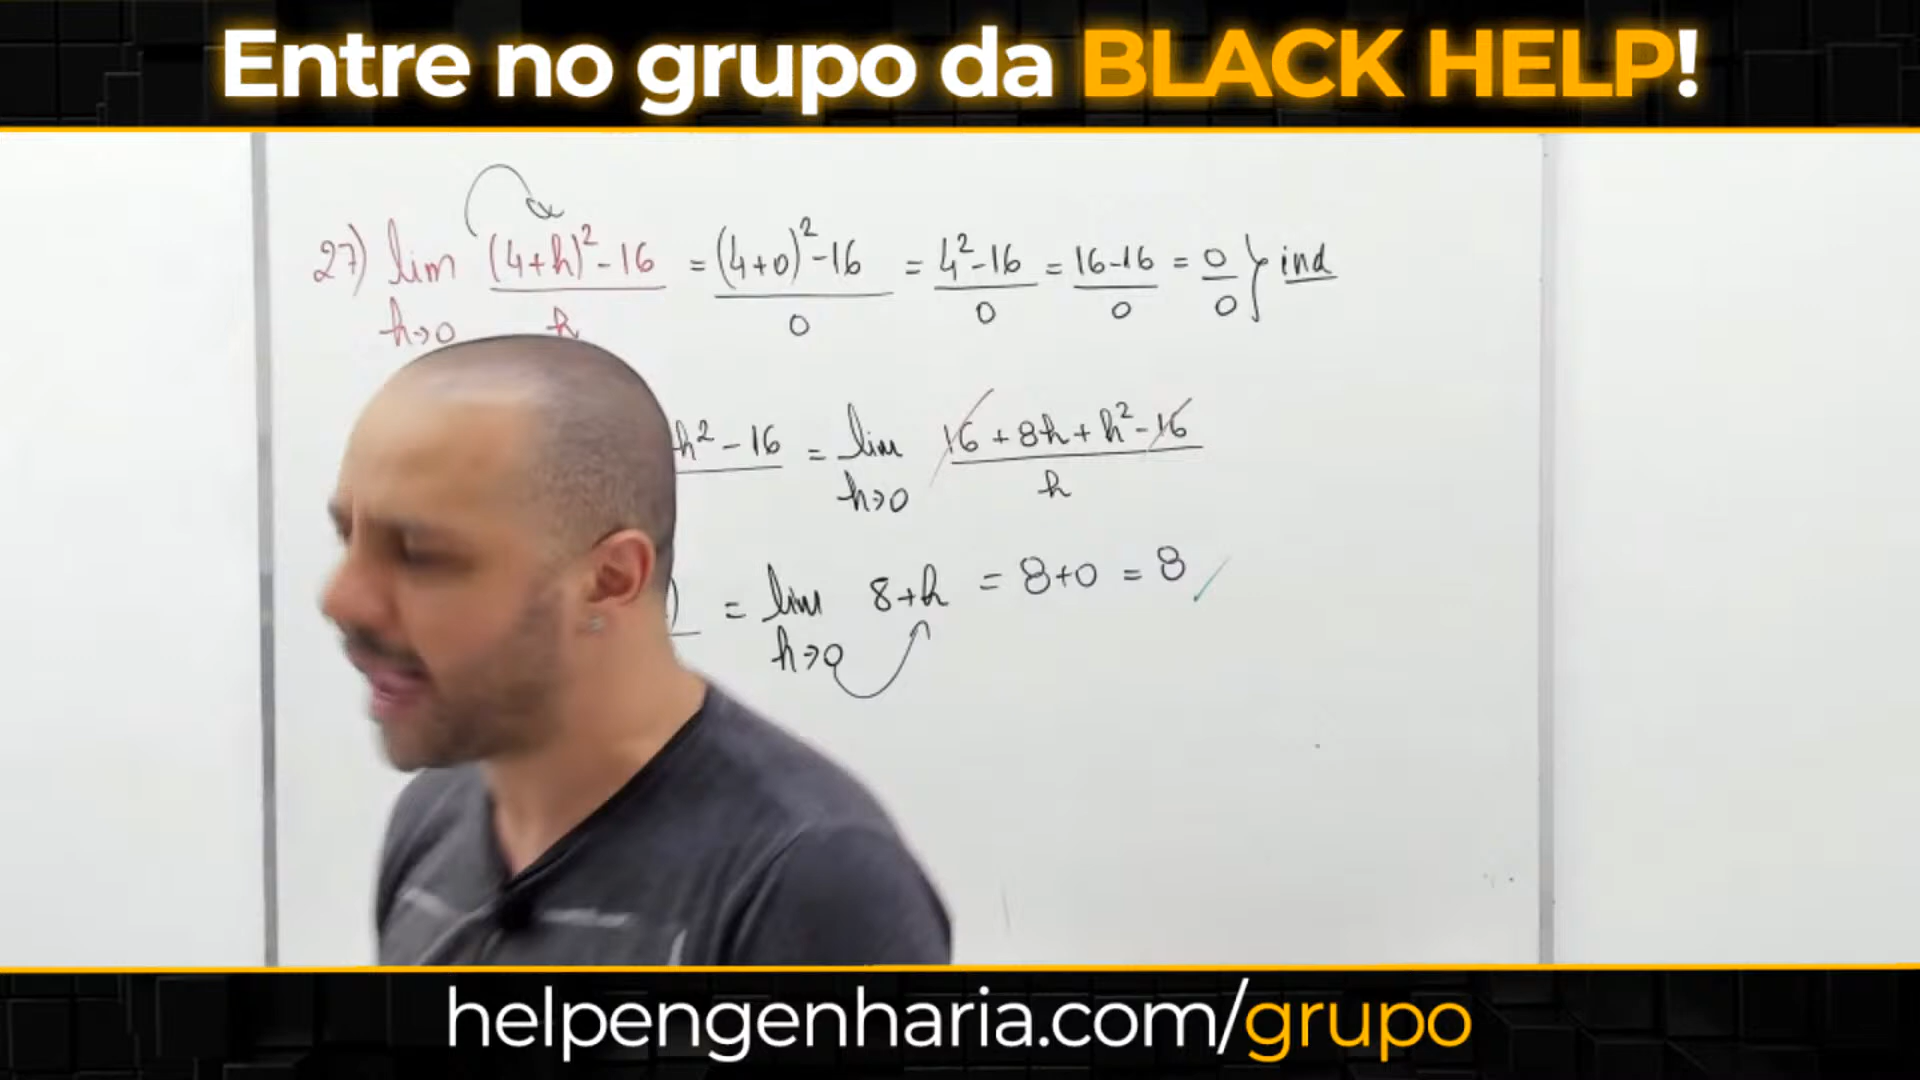 Entre no grupo da BLACK HELP!
27) lim (4+h)² - 16 = (4+0)² - 16 = 4² - 16 = 16 - 16 = 0 } ind
h→0 h 0 0 0 0
h² - 16 = lim 16 + 8h + h² - 16
h→0 h
) = lim 8+h = 8+0 = 8
h→0
helpengenharia.com/grupo